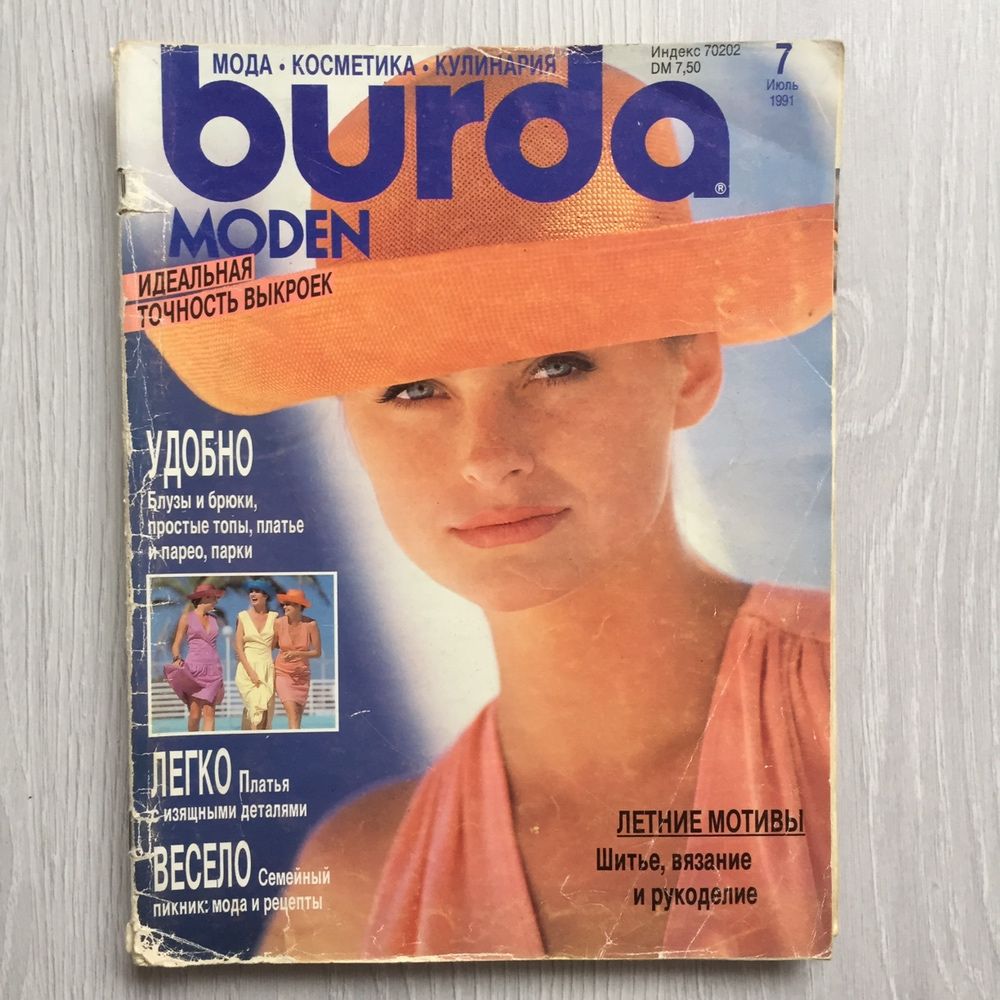 МОДА · КОСМЕТИКА · КУЛИНАРИЯ
Индекс 70202
DM 7,50
7
Июль
1991
burda
®
MODEN
ИДЕАЛЬНАЯ
ТОЧНОСТЬ ВЫКРОЕК
УДОБНО
Блузы и брюки,
простые топы, платье
и парео, парки
ЛЕГКО Платья
с изящными деталями
ВЕСЕЛО Семейный
пикник: мода и рецепты
ЛЕТНИЕ МОТИВЫ
Шитье, вязание
и рукоделие